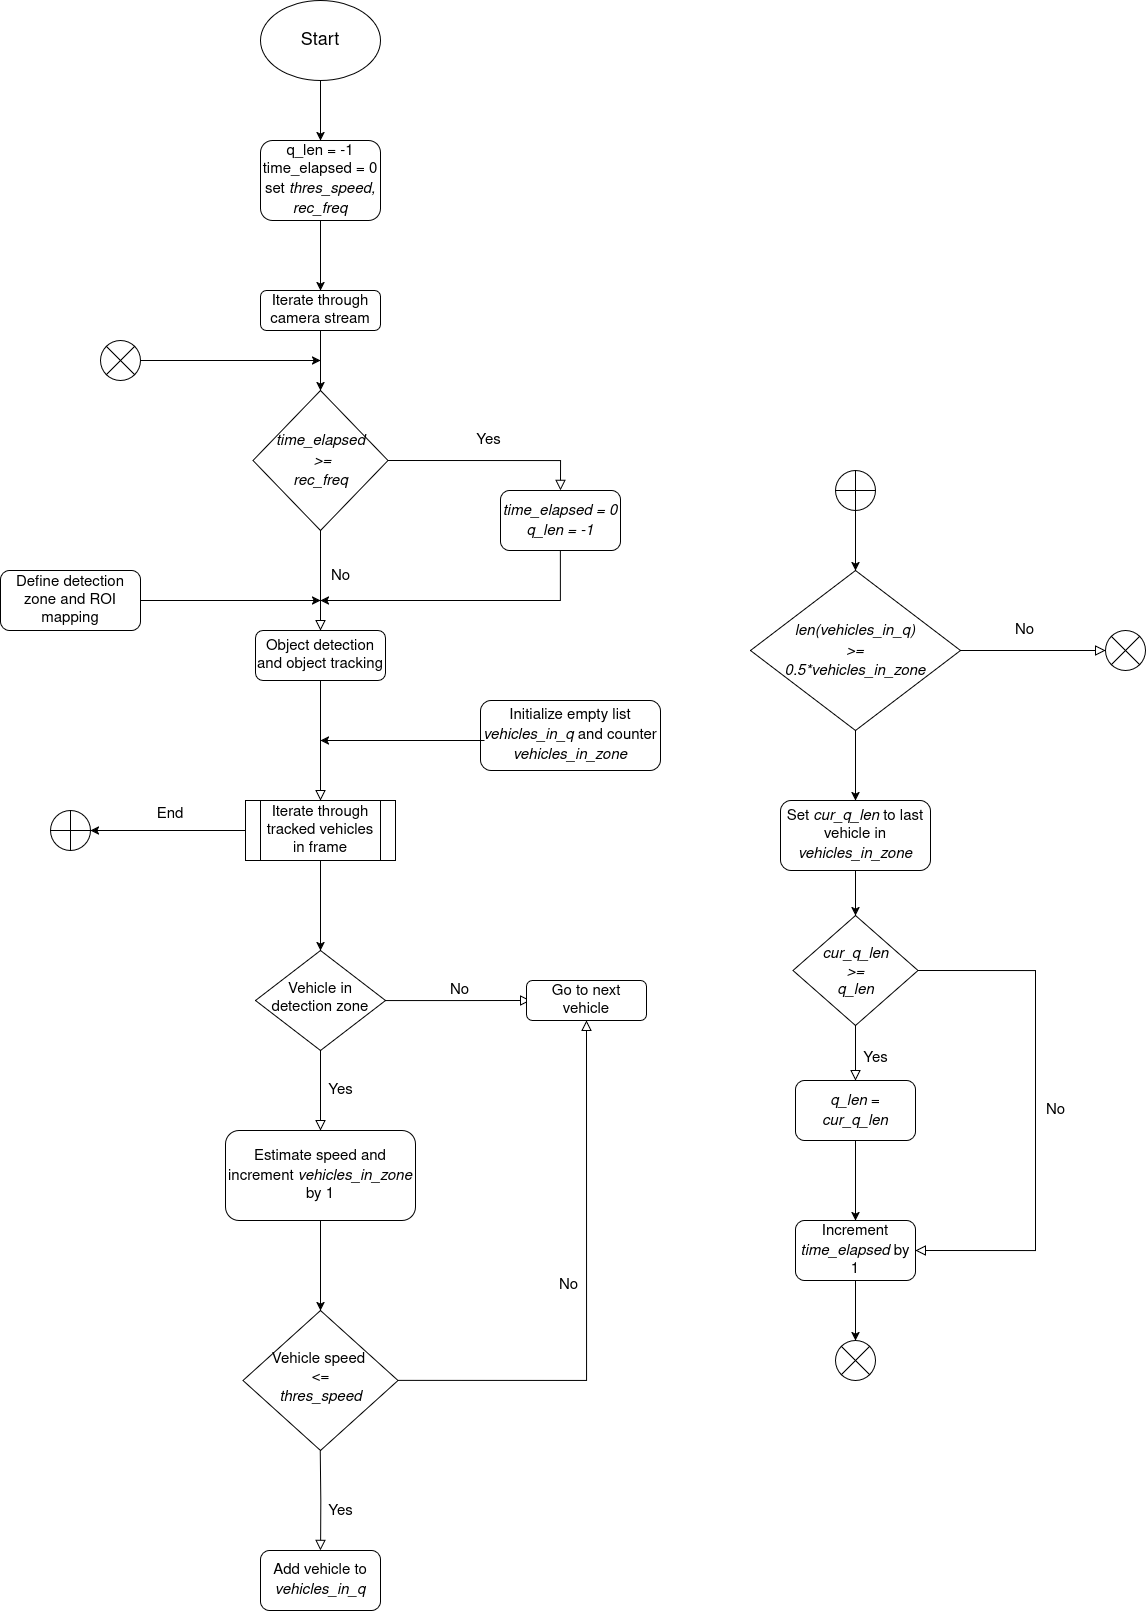 Start
q_len = -1
time_elapsed = 0
set thres_speed,
rec_freq
Iterate through
camera stream
time_elapsed
>=
rec_freq
Yes
time_elapsed = 0
q_len = -1
No
Define detection
zone and ROI
mapping
Object detection
and object tracking
Initialize empty list
vehicles_in_q and counter
vehicles_in_zone
Iterate through
tracked vehicles
in frame
End
Vehicle in
detection zone
No
Go to next
vehicle
Yes
Estimate speed and
increment vehicles_in_zone
by 1
No
Vehicle speed
<=
thres_speed
Yes
Add vehicle to
vehicles_in_q
len(vehicles_in_q)
>=
0.5*vehicles_in_zone
No
Set cur_q_len to last
vehicle in
vehicles_in_zone
cur_q_len
>=
q_len
Yes
q_len =
cur_q_len
No
Increment
time_elapsed by
1